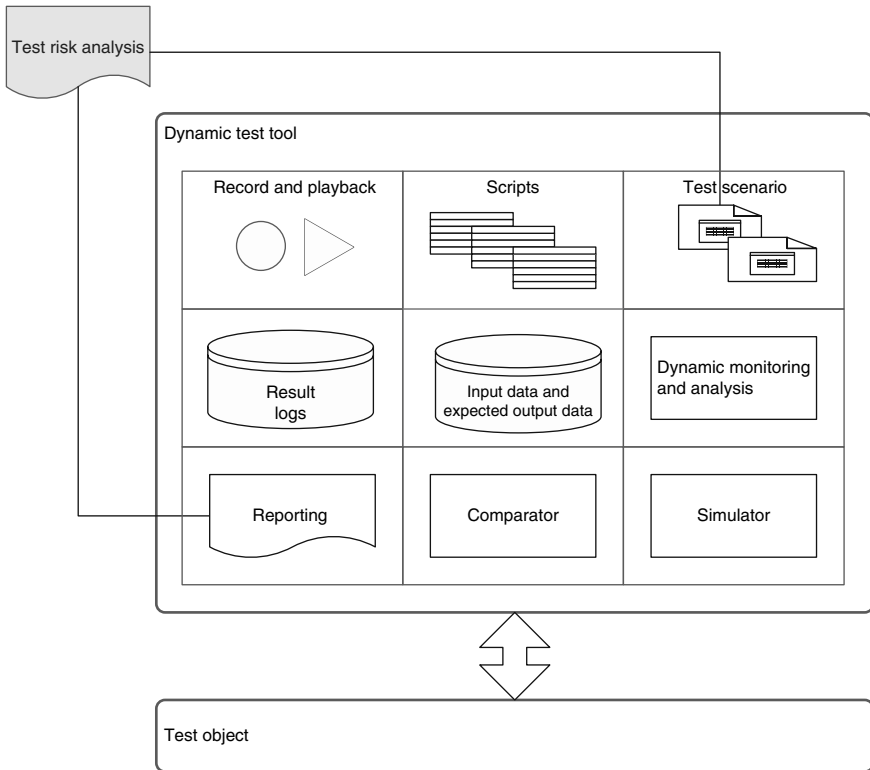 Test risk analysis
Dynamic test tool
Record and playback
Scripts
Test scenario
Result
logs
Input data and
expected output data
Dynamic monitoring
and analysis
Reporting
Comparator
Simulator
Test object